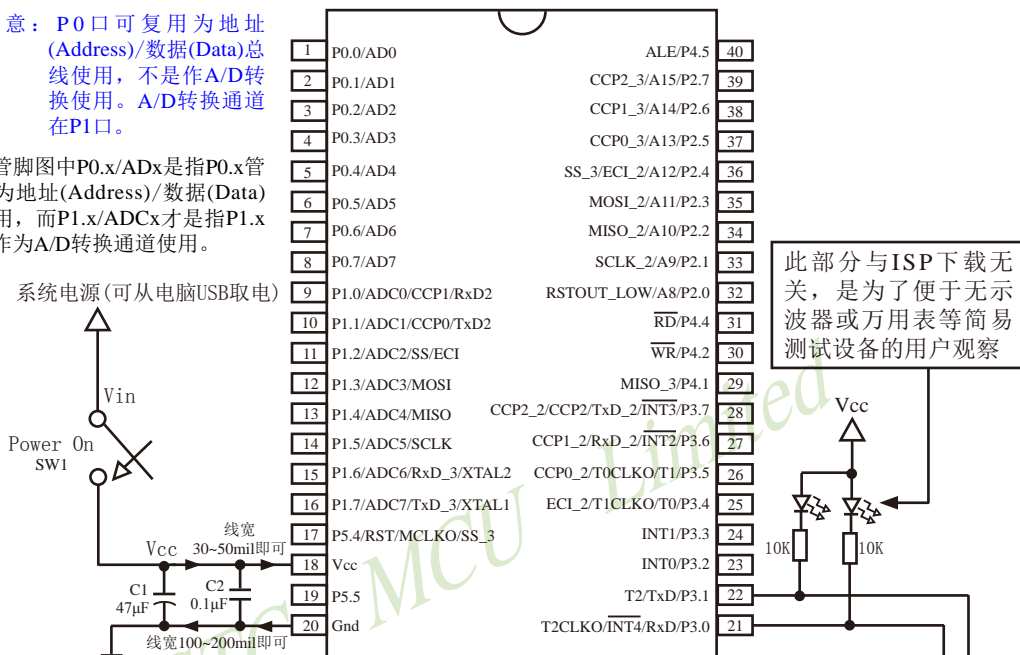 意：P0口可复用为地址
(Address)/数据(Data)总
线使用，不是作A/D转
换使用。A/D转换通道
在P1口。
管脚图中P0.x/ADx是指P0.x管
为地址(Address)/数据(Data)
用，而P1.x/ADCx才是指P1.x
作为A/D转换通道使用。
系统电源(可从电脑USB取电)
Vin
Power On
SW1
Vcc
线宽
30~50mil即可
C1
47μF
C2
0.1μF
线宽100~200mil即可
1 P0.0/AD0
2 P0.1/AD1
3 P0.2/AD2
4 P0.3/AD3
5 P0.4/AD4
6 P0.5/AD5
7 P0.6/AD6
8 P0.7/AD7
9 P1.0/ADC0/CCP1/RxD2
10 P1.1/ADC1/CCP0/TxD2
11 P1.2/ADC2/SS/ECI
12 P1.3/ADC3/MOSI
13 P1.4/ADC4/MISO
14 P1.5/ADC5/SCLK
15 P1.6/ADC6/RxD_3/XTAL2
16 P1.7/ADC7/TxD_3/XTAL1
17 P5.4/RST/MCLKO/SS_3
18 Vcc
19 P5.5
20 Gnd
ALE/P4.5 40
CCP2_3/A15/P2.7 39
CCP1_3/A14/P2.6 38
CCP0_3/A13/P2.5 37
SS_3/ECI_2/A12/P2.4 36
MOSI_2/A11/P2.3 35
MISO_2/A10/P2.2 34
SCLK_2/A9/P2.1 33
RSTOUT_LOW/A8/P2.0 32
RD/P4.4 31
WR/P4.2 30
MISO_3/P4.1 29
CCP2_2/CCP2/TxD_2/INT3/P3.7 28
CCP1_2/RxD_2/INT2/P3.6 27
CCP0_2/T0CLKO/T1/P3.5 26
ECI_2/T1CLKO/T0/P3.4 25
INT1/P3.3 24
INT0/P3.2 23
T2/TxD/P3.1 22
T2CLKO/INT4/RxD/P3.0 21
此部分与ISP下载无
关，是为了便于无示
波器或万用表等简易
测试设备的用户观察
Vcc
10K
10K
MCU Limited